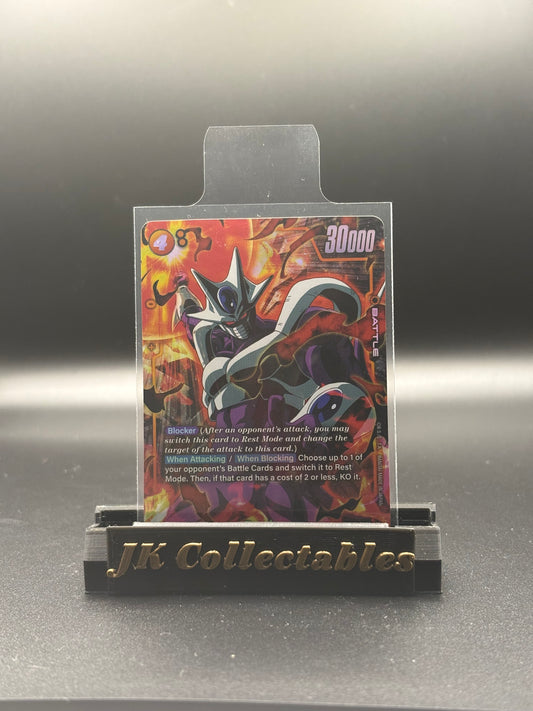 4
30000
BATTLE
Blocker (After an opponent's attack, you may
switch this card to Rest Mode and change the
target of the attack to this card.)
When Attacking / When Blocking Choose up to 1 of
your opponent's Battle Cards and switch it to Rest
Mode. Then, if that card has a cost of 2 or less, KO it.
JK Collectables